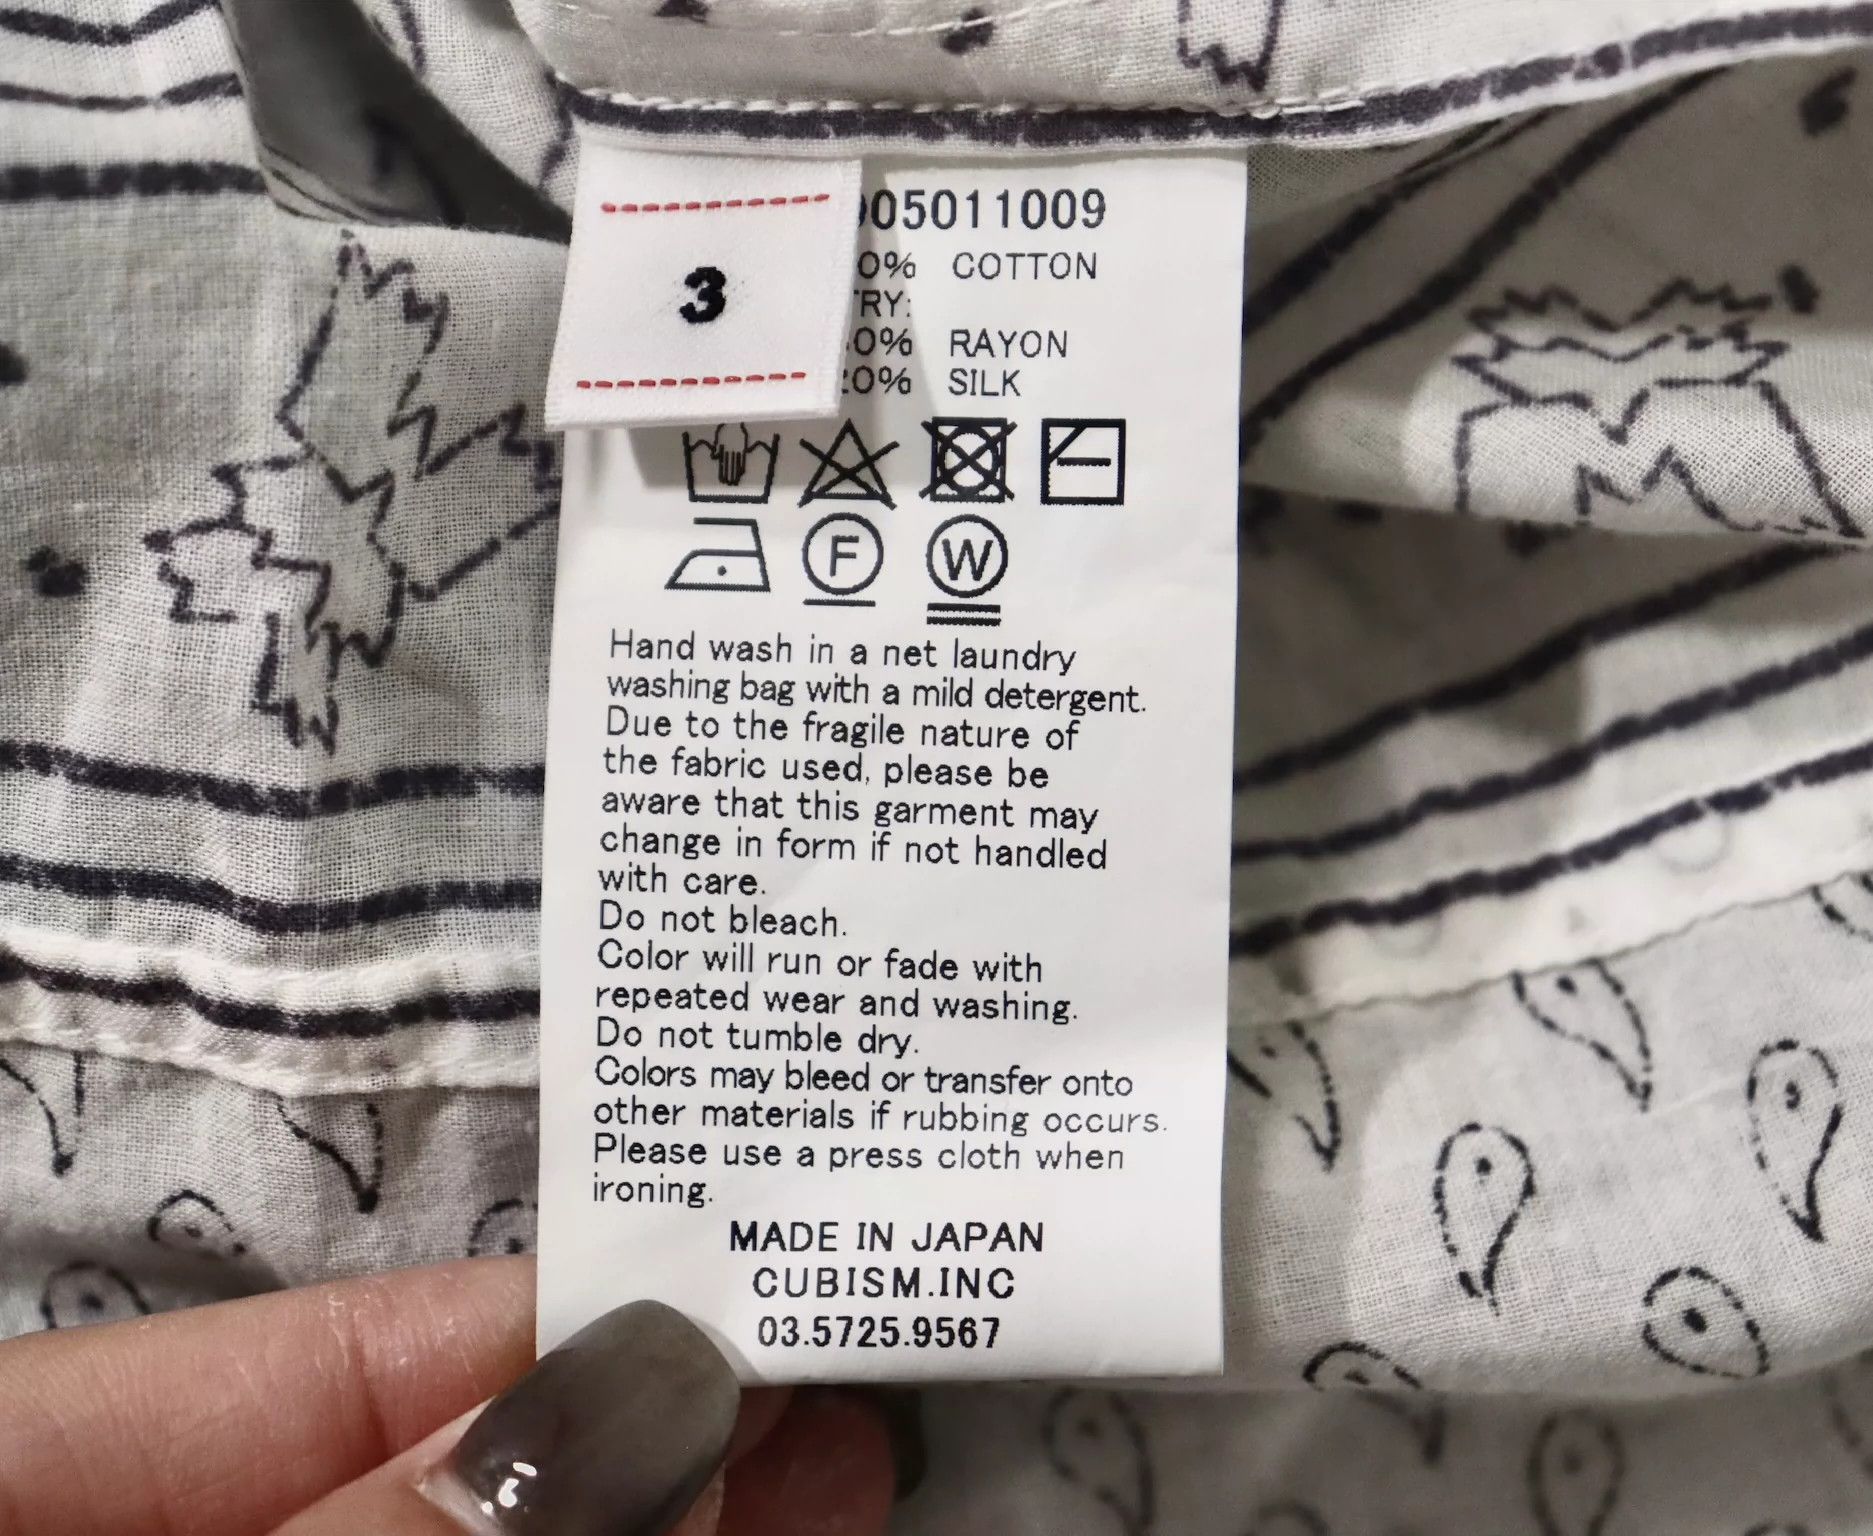 3
05011009
0% COTTON
TRY:
0% RAYON
20% SILK
F W
Hand wash in a net laundry
washing bag with a mild detergent.
Due to the fragile nature of
the fabric used, please be
aware that this garment may
change in form if not handled
with care.
Do not bleach.
Color will run or fade with
repeated wear and washing.
Do not tumble dry.
Colors may bleed or transfer onto
other materials if rubbing occurs.
Please use a press cloth when
ironing.
MADE IN JAPAN
CUBISM.INC
03.5725.9567